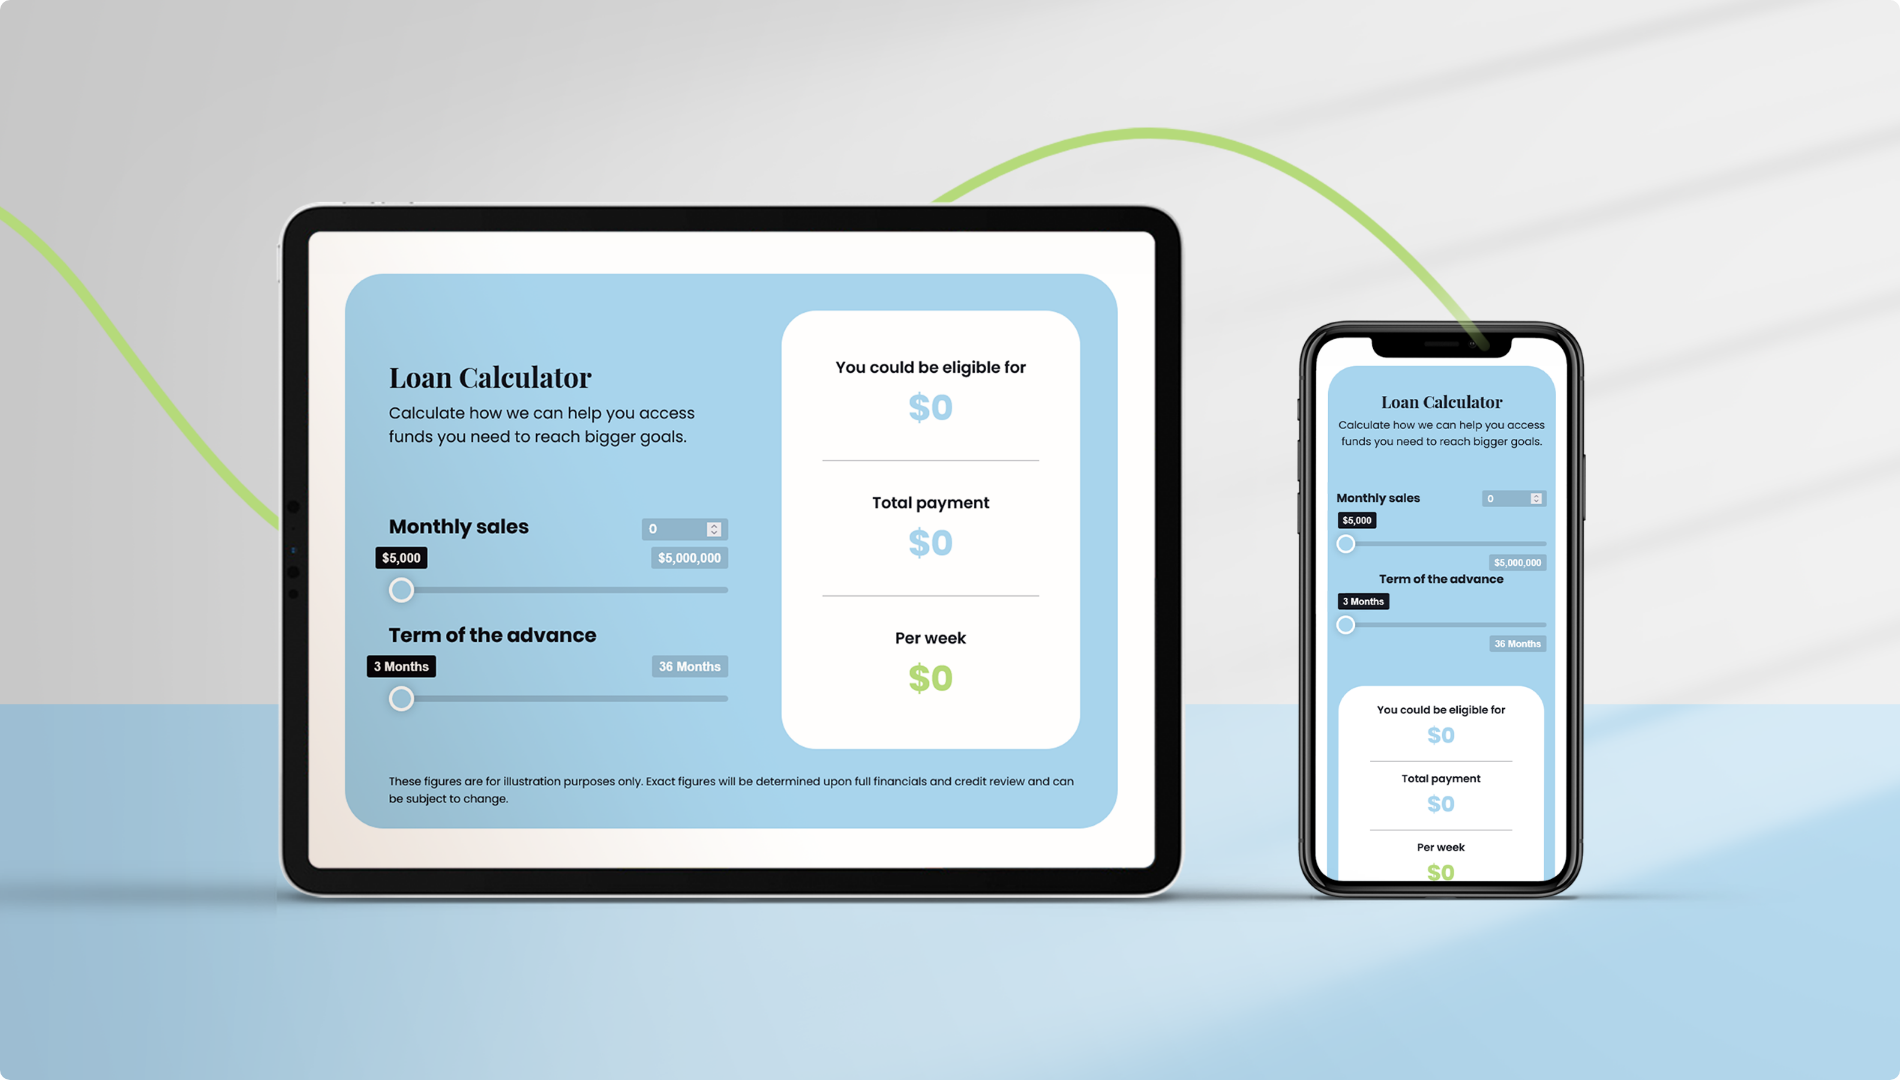 Loan Calculator
Calculate how we can help you access
funds you need to reach bigger goals.
Monthly sales
0
$5,000
$5,000,000
Term of the advance
3 Months
36 Months
You could be eligible for
$0
Total payment
$0
Per week
$0
These figures are for illustration purposes only. Exact figures will be determined upon full financials and credit review and can
be subject to change.
Loan Calculator
Calculate how we can help you access
funds you need to reach bigger goals.
Monthly sales
0
$5,000
$5,000,000
Term of the advance
3 Months
36 Months
You could be eligible for
$0
Total payment
$0
Per week
$0